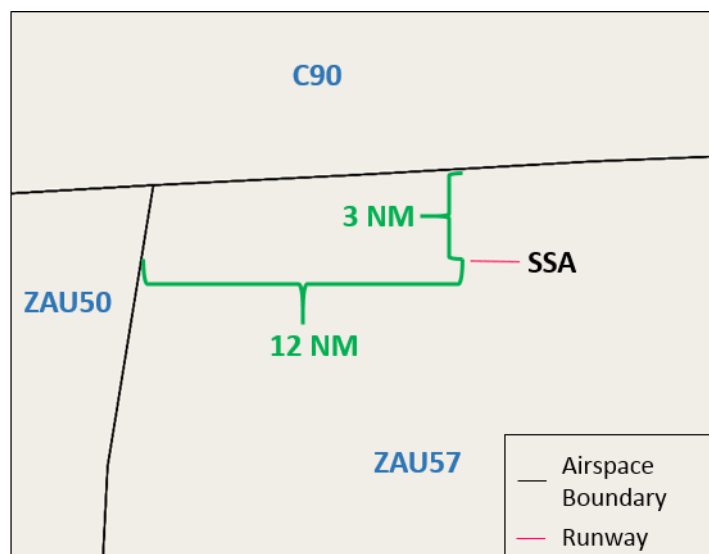 C90
3 NM
SSA
ZAU50
12 NM
ZAU57
Airspace
Boundary
Runway